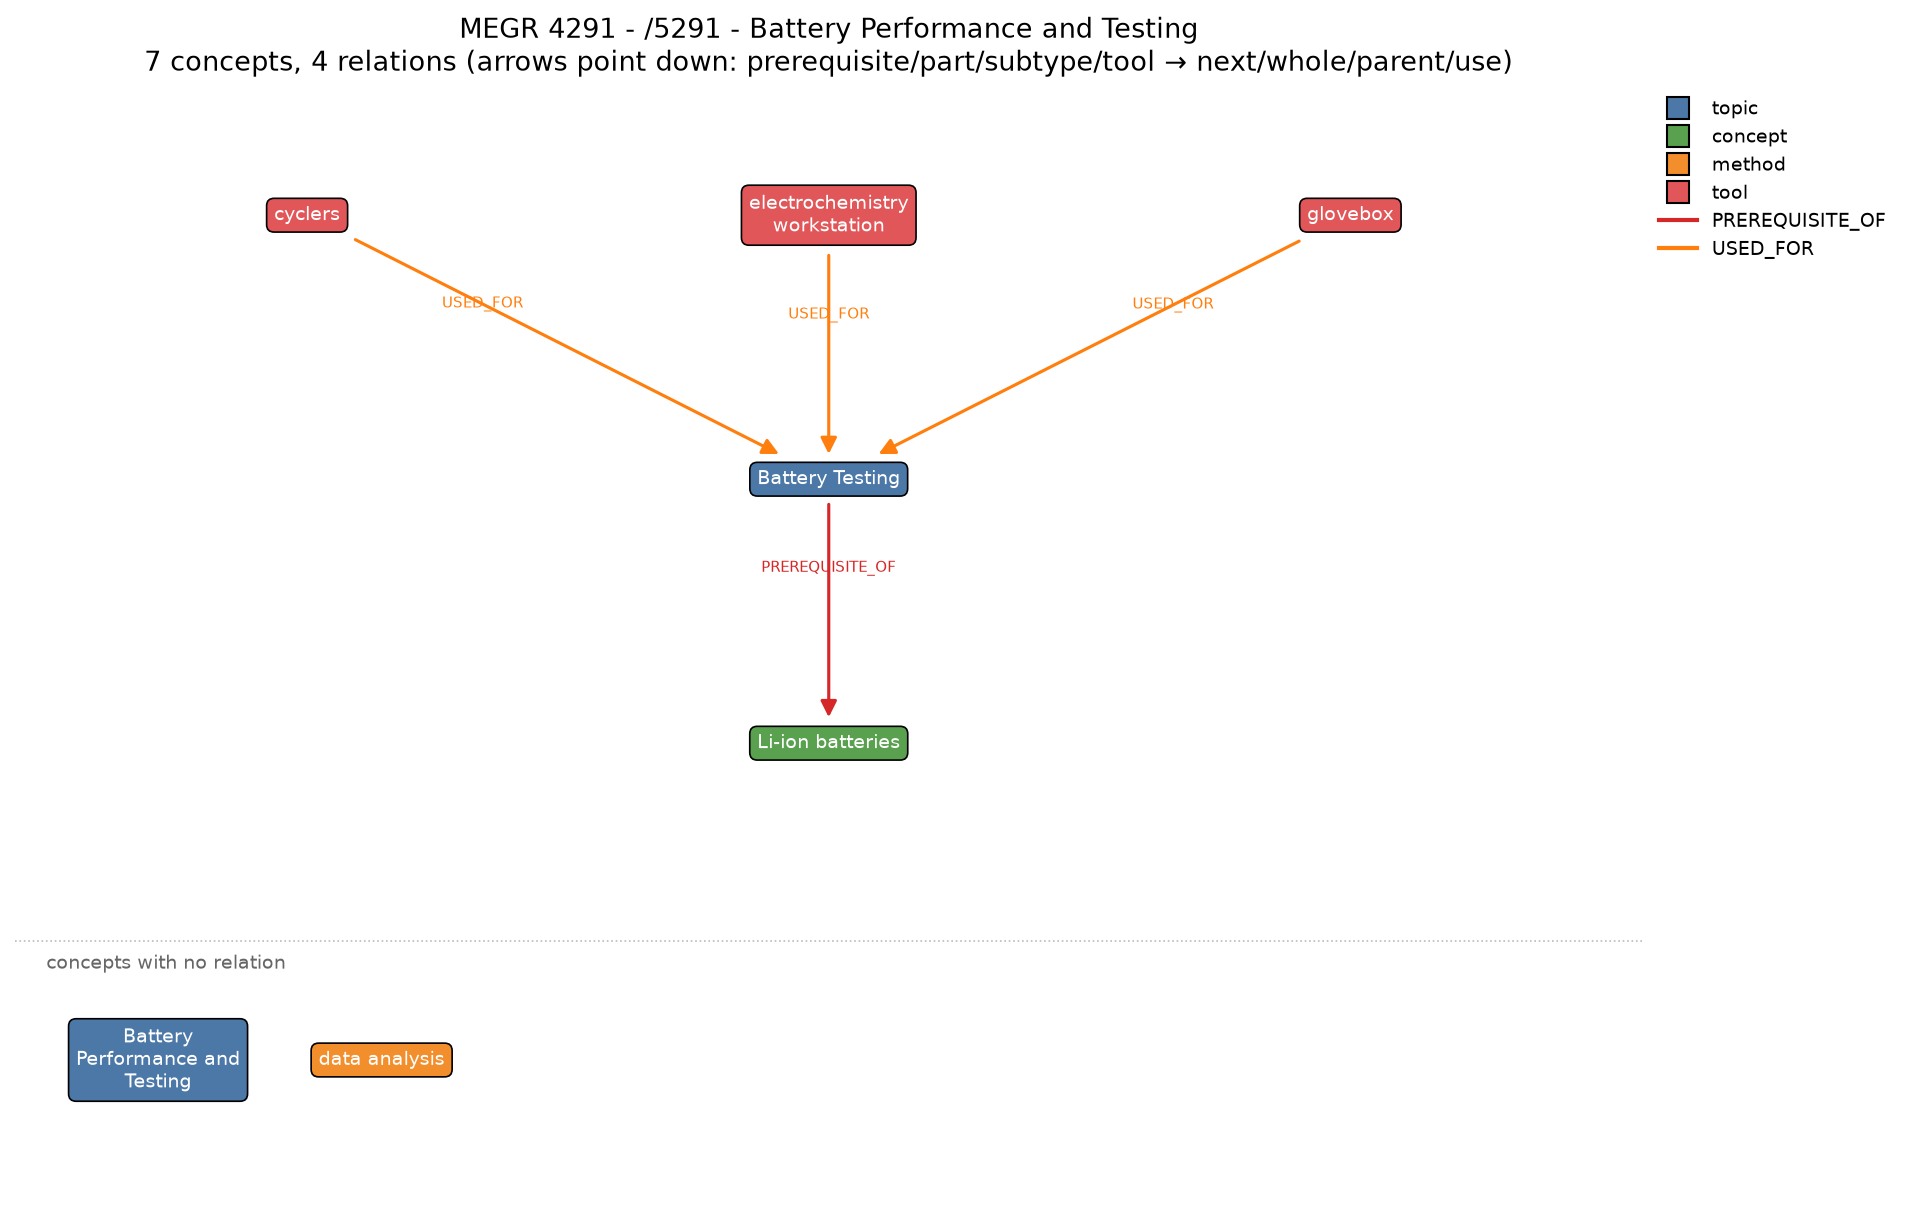 MEGR 4291 - /5291 - Battery Performance and Testing
7 concepts, 4 relations (arrows point down: prerequisite/part/subtype/tool → next/whole/parent/use)
topic
concept
method
tool
PREREQUISITE_OF
USED_FOR
cyclers
electrochemistry
workstation
glovebox
USED_FOR
USED_FOR
USED_FOR
Battery Testing
PREREQUISITE_OF
Li-ion batteries
concepts with no relation
Battery
Performance and
Testing
data analysis